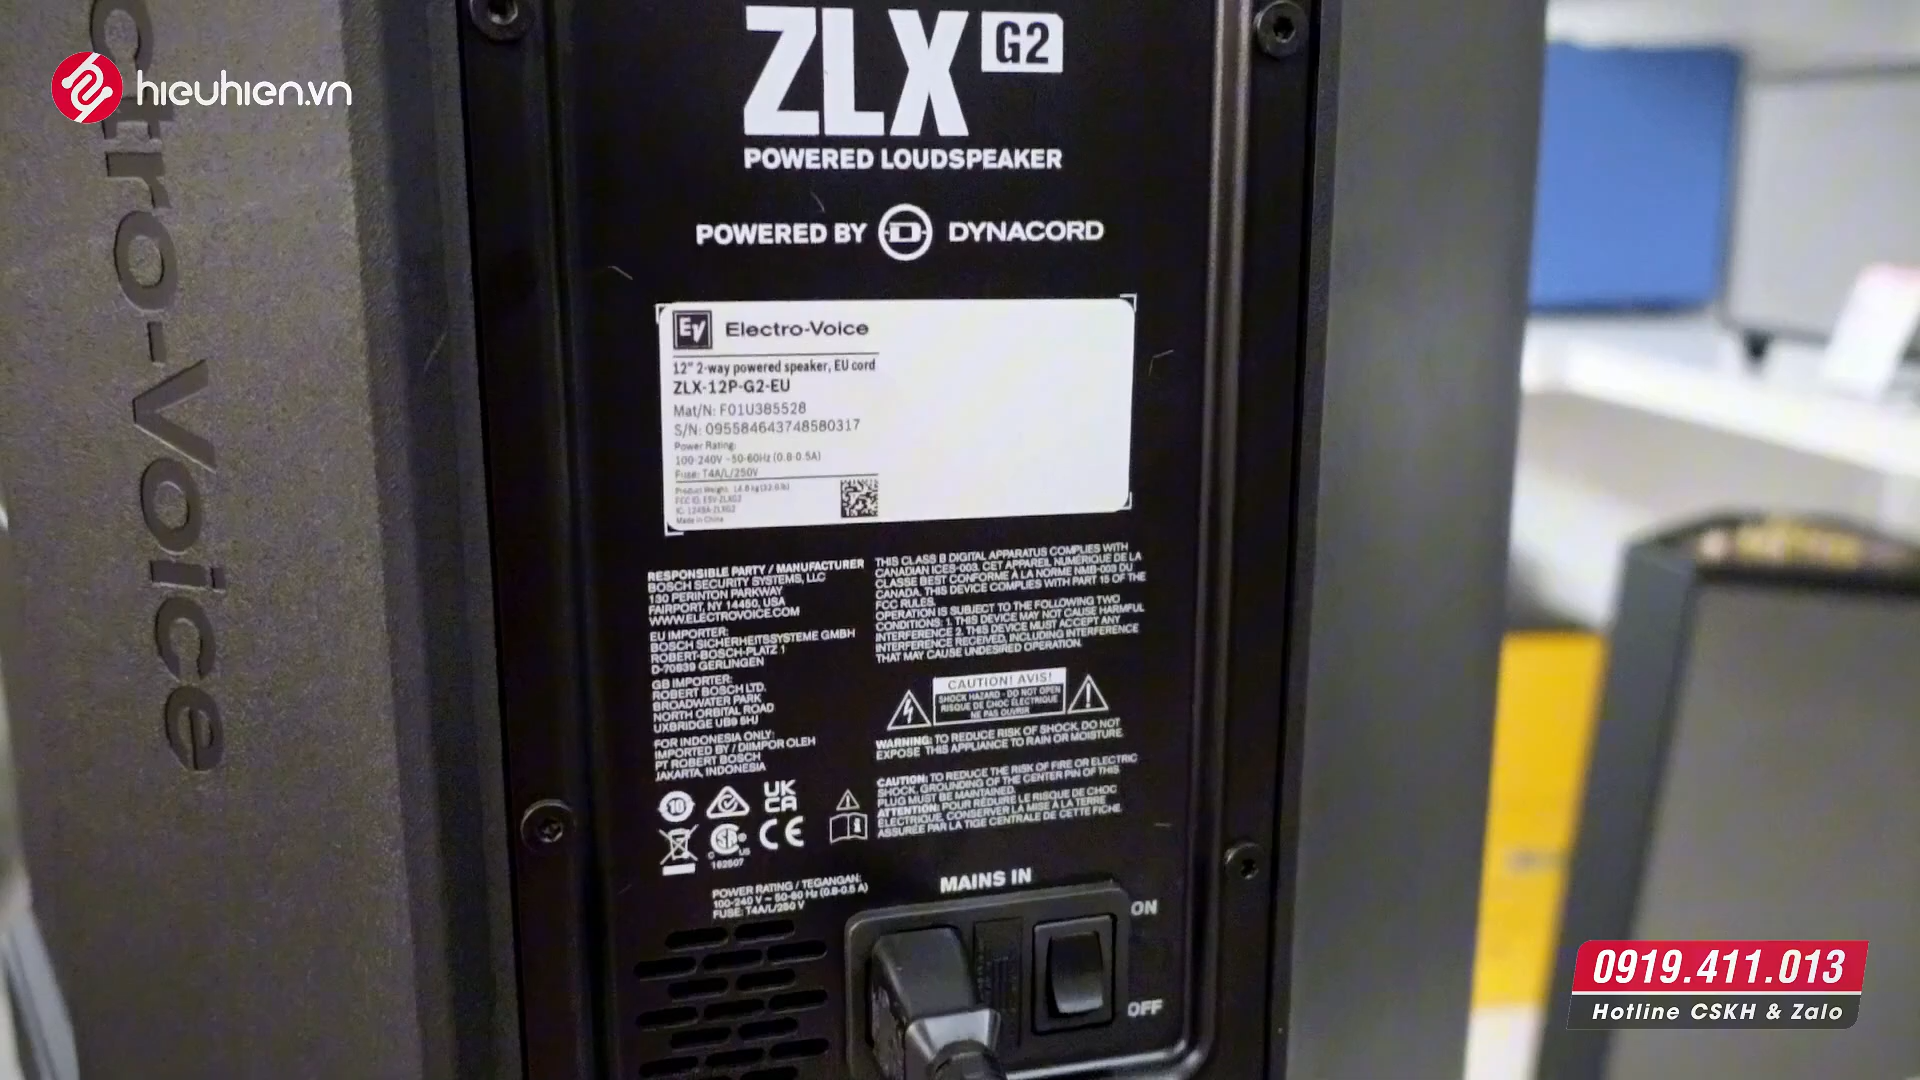 hieuhien.vn
ctro-Voice
ZLX G2
POWERED LOUDSPEAKER
POWERED BY DYNACORD
EV Electro-Voice
12" 2-way powered speaker, EU cord
ZLX-12P-G2-EU
Mat/N: F01U385528
S/N: 095584643748580317
Power Rating:
100-240V ~50-60Hz (0.8-0.5A)
Fuse: T4A/L/250V
Made in China
RESPONSIBLE PARTY / MANUFACTURER
BOSCH SECURITY SYSTEMS, LLC
130 PERINTON PARKWAY
FAIRPORT, NY 14450, USA
WWW.ELECTROVOICE.COM
EU IMPORTER:
BOSCH SICHERHEITSSYSTEME GMBH
ROBERT-BOSCH-PLATZ 1
D-70839 GERLINGEN
GB IMPORTER:
ROBERT BOSCH LTD.
BROADWATER PARK
NORTH ORBITAL ROAD
UXBRIDGE UB9 5HJ
FOR INDONESIA ONLY:
IMPORTED BY / DIIMPOR OLEH
PT ROBERT BOSCH
JAKARTA, INDONESIA
THIS CLASS B DIGITAL APPARATUS COMPLIES WITH
CANADIAN ICES-003. CET APPAREIL NUMÉRIQUE DE LA
CLASSE BEST CONFORME À LA NORME NMB-003 DU
CANADA. THIS DEVICE COMPLIES WITH PART 15 OF THE
FCC RULES.
OPERATION IS SUBJECT TO THE FOLLOWING TWO
CONDITIONS: 1. THIS DEVICE MAY NOT CAUSE HARMFUL
INTERFERENCE 2. THIS DEVICE MUST ACCEPT ANY
INTERFERENCE RECEIVED, INCLUDING INTERFERENCE
THAT MAY CAUSE UNDESIRED OPERATION.
CAUTION! AVIS!
SHOCK HAZARD - DO NOT OPEN
RISQUE DE CHOC ÉLECTRIQUE
NE PAS OUVRIR
WARNING: TO REDUCE RISK OF SHOCK, DO NOT
EXPOSE THIS APPLIANCE TO RAIN OR MOISTURE.
CAUTION: TO REDUCE THE RISK OF FIRE OR ELECTRIC
SHOCK, GROUNDING OF THE CENTER PIN OF THIS
PLUG MUST BE MAINTAINED.
ATTENTION: POUR RÉDUIRE LE RISQUE DE CHOC
ÉLECTRIQUE, CONSERVER LA MISE À LA TERRE
ASSURÉE PAR LA TIGE CENTRALE DE CETTE FICHE.
10
UK
CA
C SP US
CE
162507
POWER RATING / TEGANGAN:
100-240 V ~ 50-60 Hz (0.8-0.5 A)
FUSE: T4A/L/250 V
MAINS IN
ON
OFF
0919.411.013
Hotline CSKH & Zalo